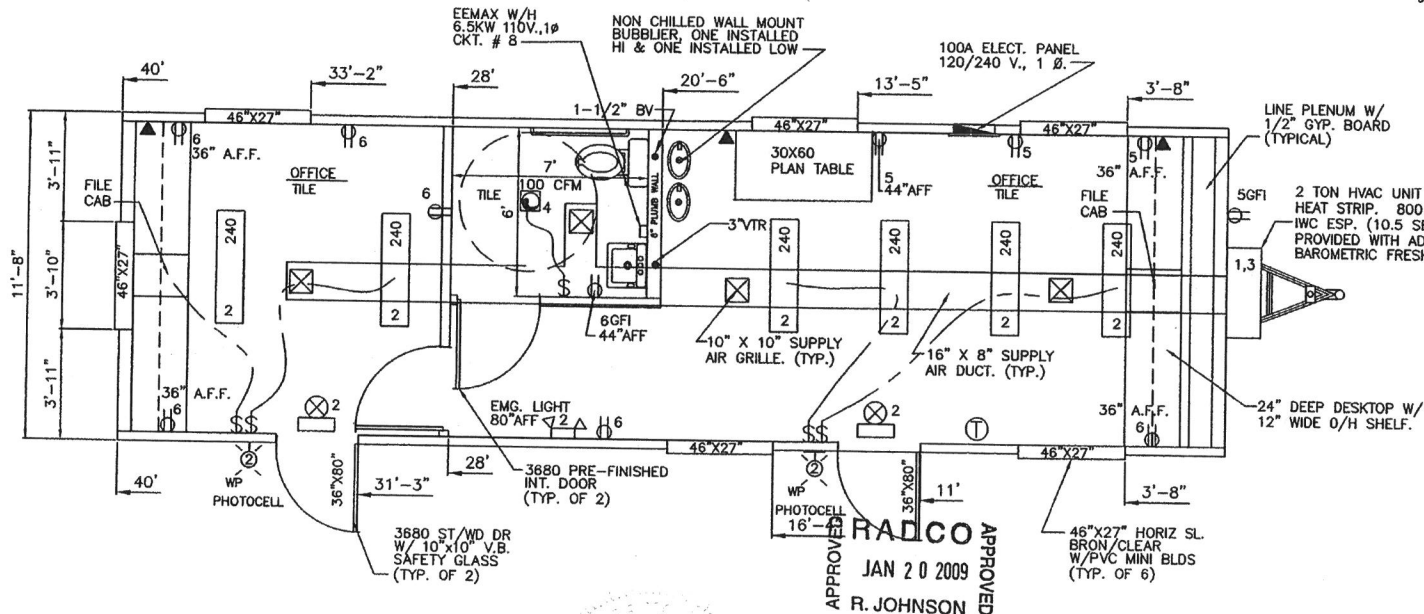 EEMAX W/H
6.5KW 110V.,1ø
CKT. # 8
NON CHILLED WALL MOUNT
BUBBLIER, ONE INSTALLED
HI & ONE INSTALLED LOW
100A ELECT. PANEL
120/240 V., 1 Ø.
40'
33'-2"
28'
20'-6"
13'-5"
3'-8"
1-1/2" BV
LINE PLENUM W/
1/2" GYP. BOARD
(TYPICAL)
46"X27"
46"X27"
46"X27"
6
36" A.F.F.
6
OFFICE
TILE
FILE
CAB
6
7'
6'
TILE
100 CFM
4
6" PLUMB WALL
3"VTR
30X60
PLAN TABLE
5
44"AFF
5
OFFICE
TILE
5
36" A.F.F.
FILE
CAB
5GFI
2 TON HVAC UNIT
HEAT STRIP. 800
IWC ESP. (10.5 SE
PROVIDED WITH AD
BAROMETRIC FRESH
1,3
11'-8"
3'-11"
3'-10"
3'-11"
46"X27"
240
2
240
2
240
2
240
2
240
2
240
2
6GFI
44"AFF
10" X 10" SUPPLY
AIR GRILLE. (TYP.)
16" X 8" SUPPLY
AIR DUCT. (TYP.)
36" A.F.F.
6
$$
2
EMG. LIGHT
80"AFF
2
6
$
$$
2
T
36" A.F.F.
6
24" DEEP DESKTOP W/
12" WIDE O/H SHELF.
46"X27"
46"X27"
40'
2
WP
PHOTOCELL
36"X80"
31'-3"
28'
3680 PRE-FINISHED
INT. DOOR
(TYP. OF 2)
2
WP
PHOTOCELL
16'-4"
36"X80"
11'
3'-8"
3680 ST/WD DR
W/ 10"x10" V.B.
SAFETY GLASS
(TYP. OF 2)
46"X27" HORIZ SL.
BRON/CLEAR
W/PVC MINI BLDS
(TYP. OF 6)
APPROVED
RADCO
APPROVED
JAN 20 2009
R. JOHNSON